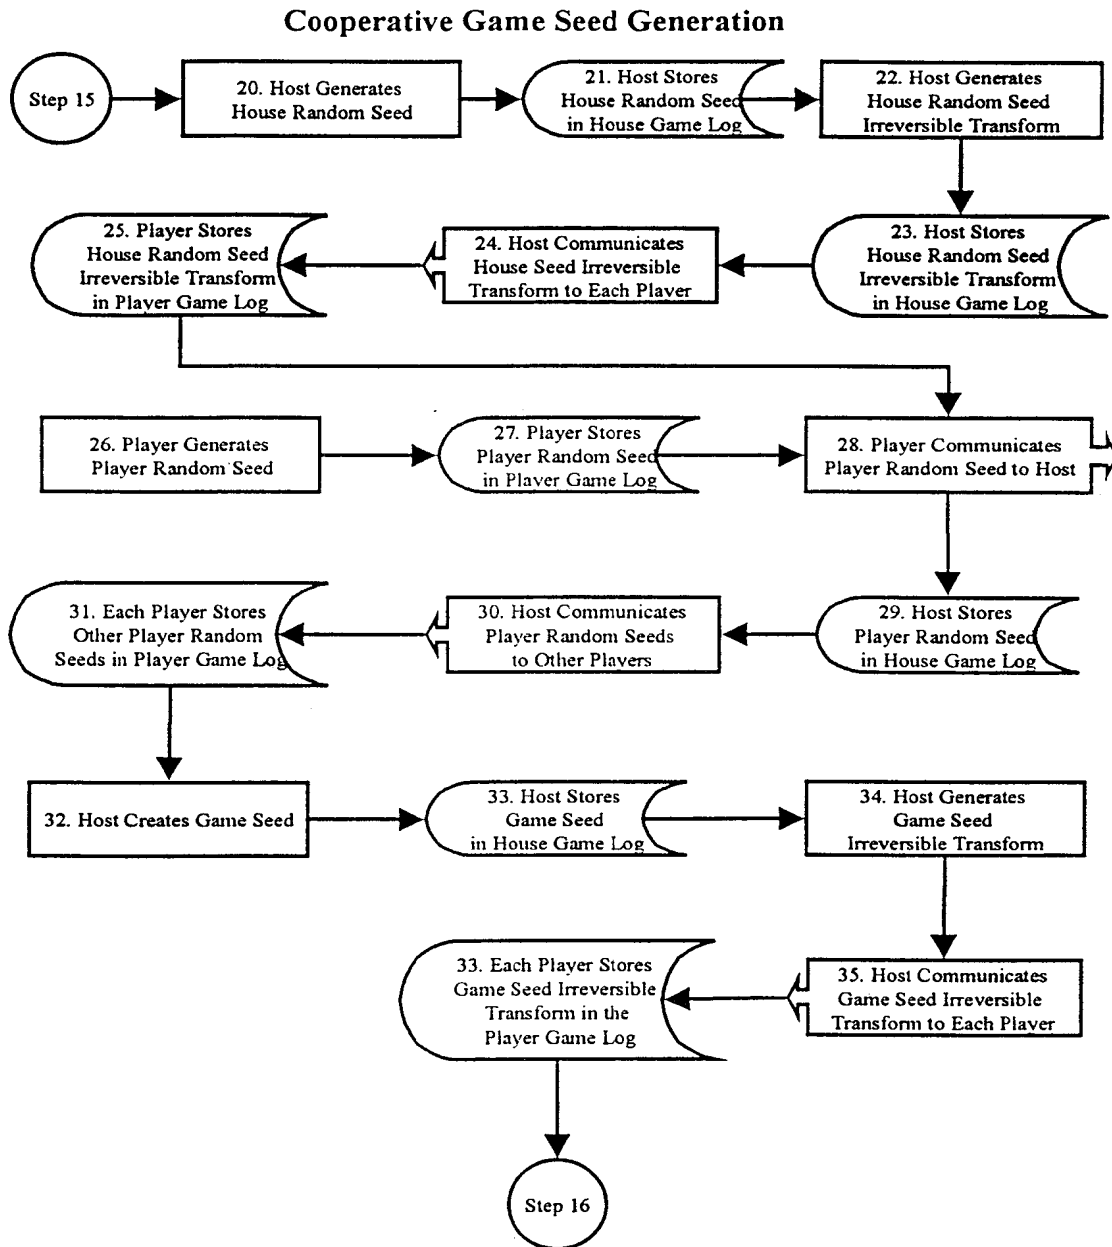 Cooperative Game Seed Generation
Step 15
20. Host Generates
House Random Seed
21. Host Stores
House Random Seed
in House Game Log
22. Host Generates
House Random Seed
Irreversible Transform
25. Player Stores
House Random Seed
Irreversible Transform
in Player Game Log
24. Host Communicates
House Seed Irreversible
Transform to Each Player
23. Host Stores
House Random Seed
Irreversible Transform
in House Game Log
26. Player Generates
Player Random Seed
27. Player Stores
Player Random Seed
in Player Game Log
28. Player Communicates
Player Random Seed to Host
31. Each Player Stores
Other Player Random
Seeds in Player Game Log
30. Host Communicates
Player Random Seeds
to Other Players
29. Host Stores
Player Random Seed
in House Game Log
32. Host Creates Game Seed
33. Host Stores
Game Seed
in House Game Log
34. Host Generates
Game Seed
Irreversible Transform
33. Each Player Stores
Game Seed Irreversible
Transform in the
Player Game Log
35. Host Communicates
Game Seed Irreversible
Transform to Each Player
Step 16